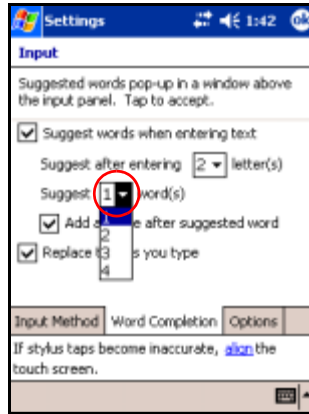 Settings 1:42 ok
Input
Suggested words pop-up in a window above
the input panel. Tap to accept.
Suggest words when entering text
Suggest after entering 2 letter(s)
Suggest 1 word(s)
1
Add a e after suggested word
2
Replace t s you type
3
4
Input Method Word Completion Options
If stylus taps become inaccurate, align the
touch screen.